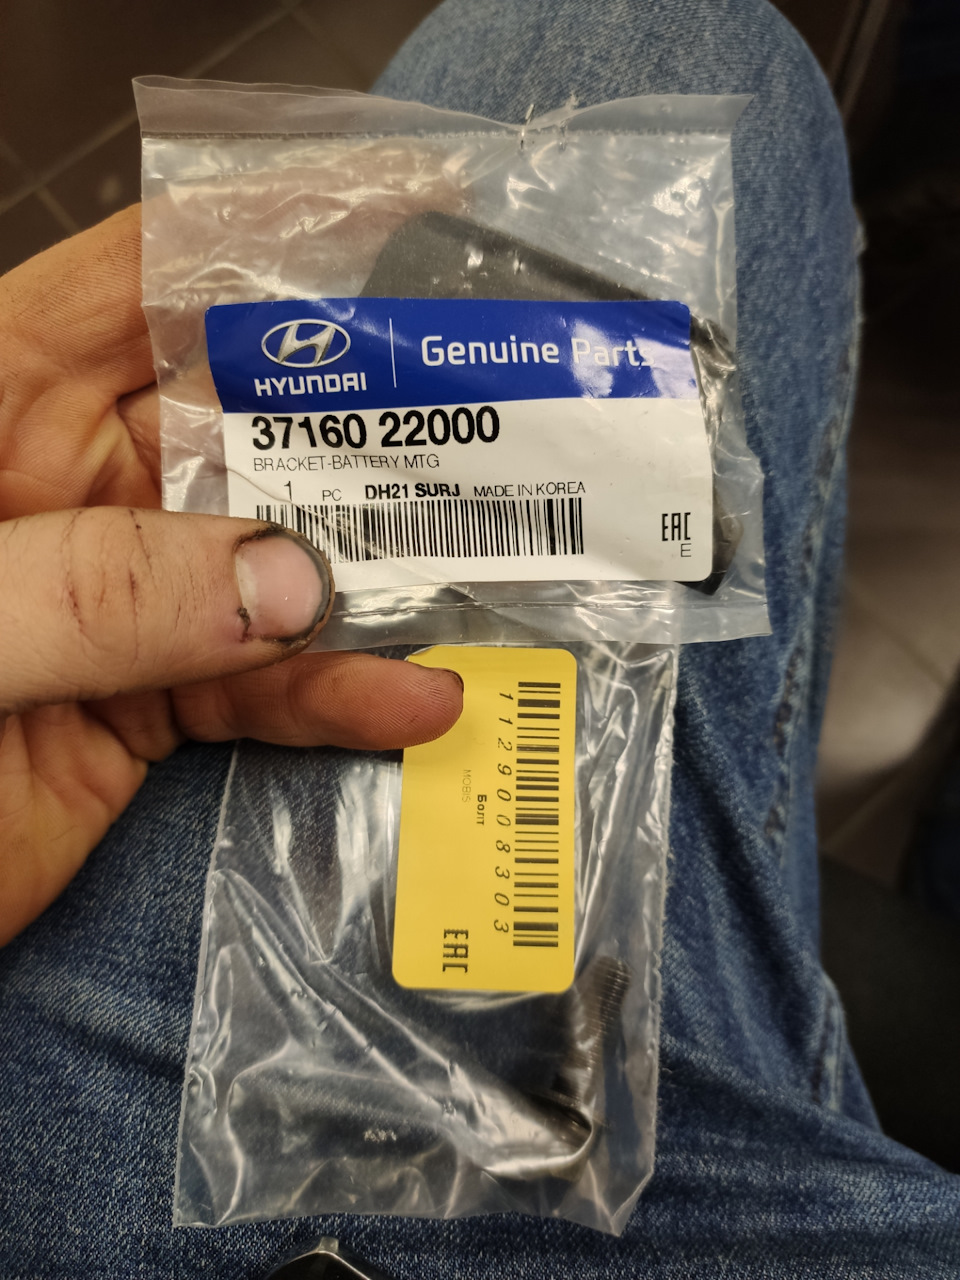 HYUNDAI
Genuine Parts
37160 22000
BRACKET-BATTERY MTG
1 PC DH21 SURJ MADE IN KOREA
EAC
E
1129008303
Болт
MOBIS
EAC